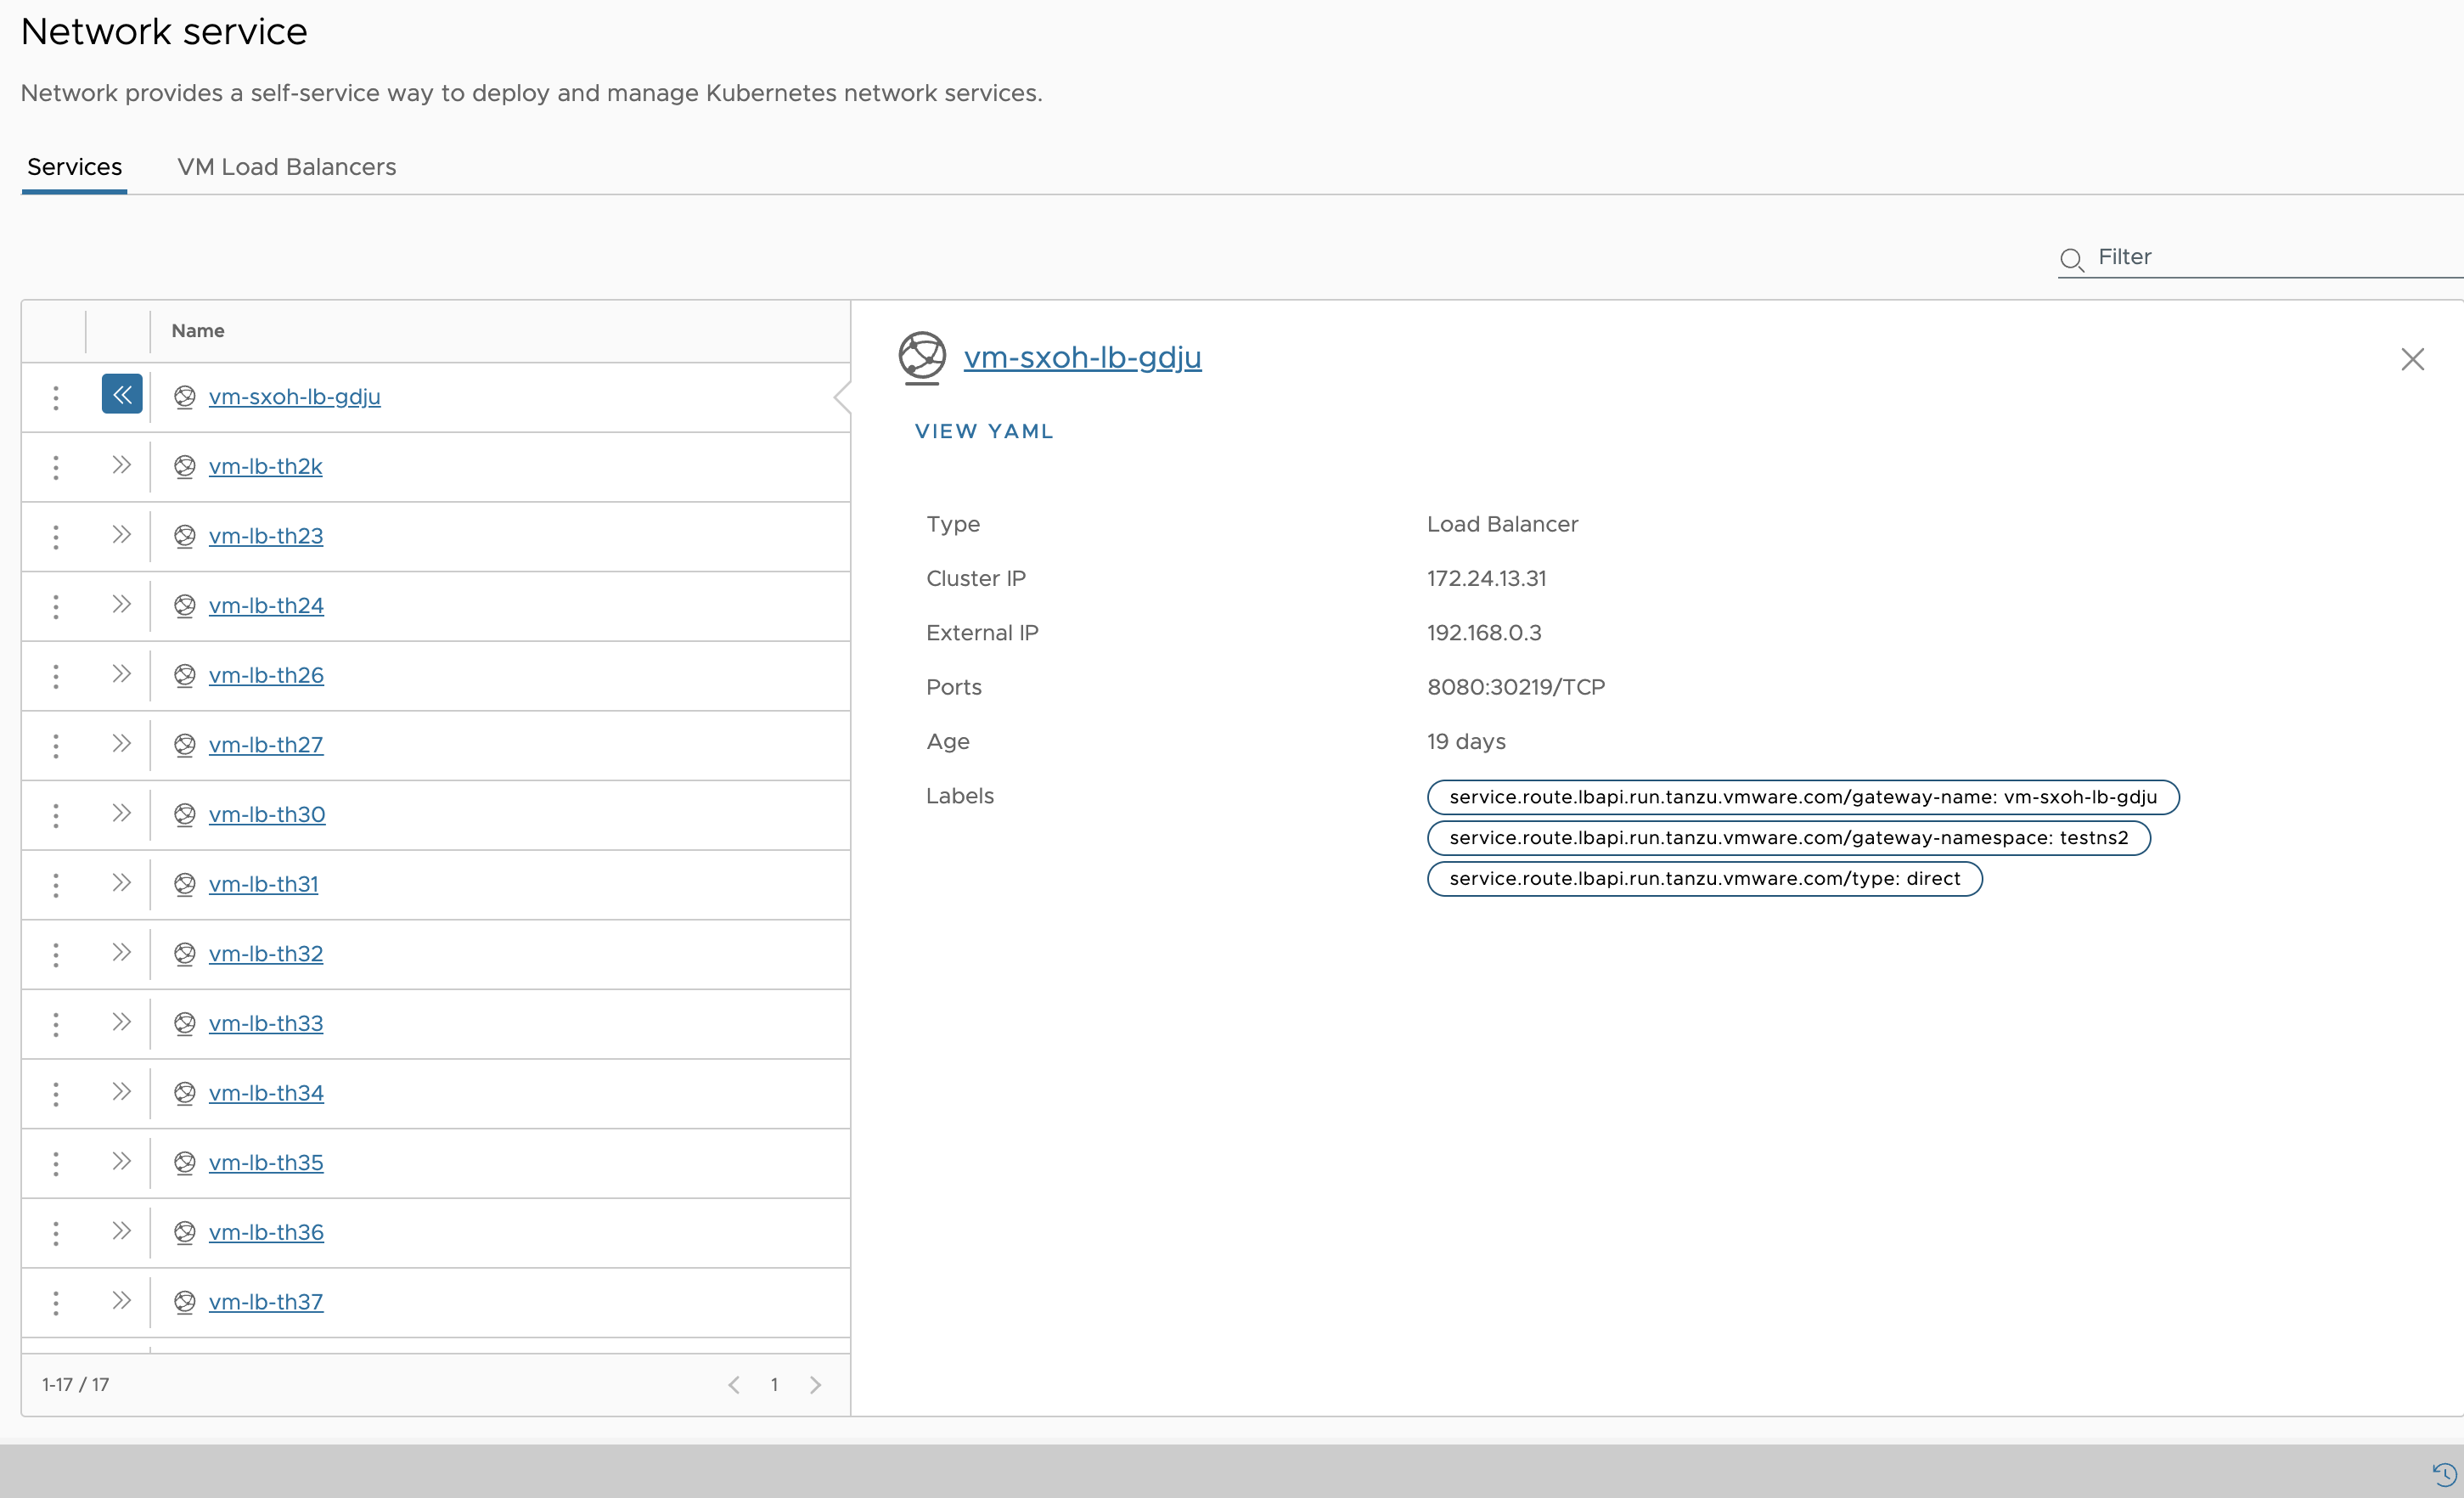 Network service
Network provides a self-service way to deploy and manage Kubernetes network services.
Services VM Load Balancers
Filter
Name
vm-sxoh-lb-gdju
vm-lb-th2k
vm-lb-th23
vm-lb-th24
vm-lb-th26
vm-lb-th27
vm-lb-th30
vm-lb-th31
vm-lb-th32
vm-lb-th33
vm-lb-th34
vm-lb-th35
vm-lb-th36
vm-lb-th37
1-17 / 17 1
vm-sxoh-lb-gdju
VIEW YAML
Type Load Balancer
Cluster IP 172.24.13.31
External IP 192.168.0.3
Ports 8080:30219/TCP
Age 19 days
Labels service.route.lbapi.run.tanzu.vmware.com/gateway-name: vm-sxoh-lb-gdju
service.route.lbapi.run.tanzu.vmware.com/gateway-namespace: testns2
service.route.lbapi.run.tanzu.vmware.com/type: direct